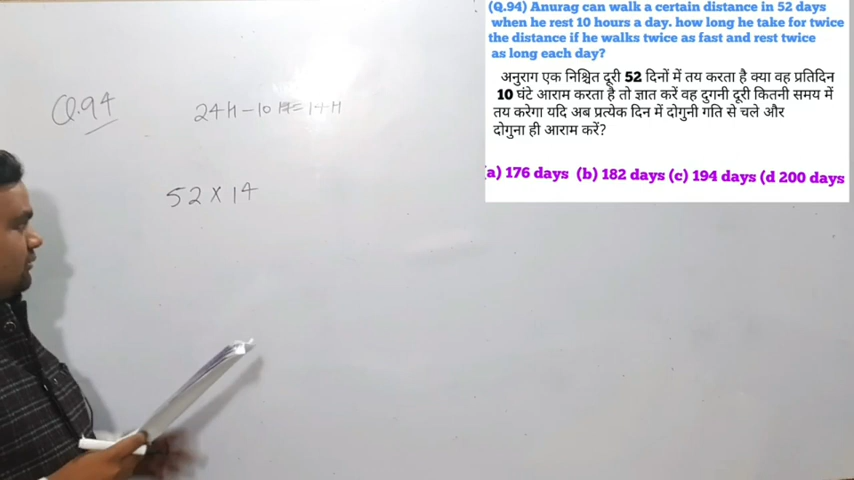 (Q.94) Anurag can walk a certain distance in 52 days
when he rest 10 hours a day. how long he take for twice
the distance if he walks twice as fast and rest twice
as long each day?
अनुराग एक निश्चित दूरी 52 दिनों में तय करता है क्या वह प्रतिदिन
10 घंटे आराम करता है तो ज्ञात करें वह दुगनी दूरी कितनी समय में
तय करेगा यदि अब प्रत्येक दिन में दोगुनी गति से चले और
दोगुना ही आराम करें?
a) 176 days (b) 182 days (c) 194 days (d 200 days
Q.94
24H - 10H = 14H
52 X 14